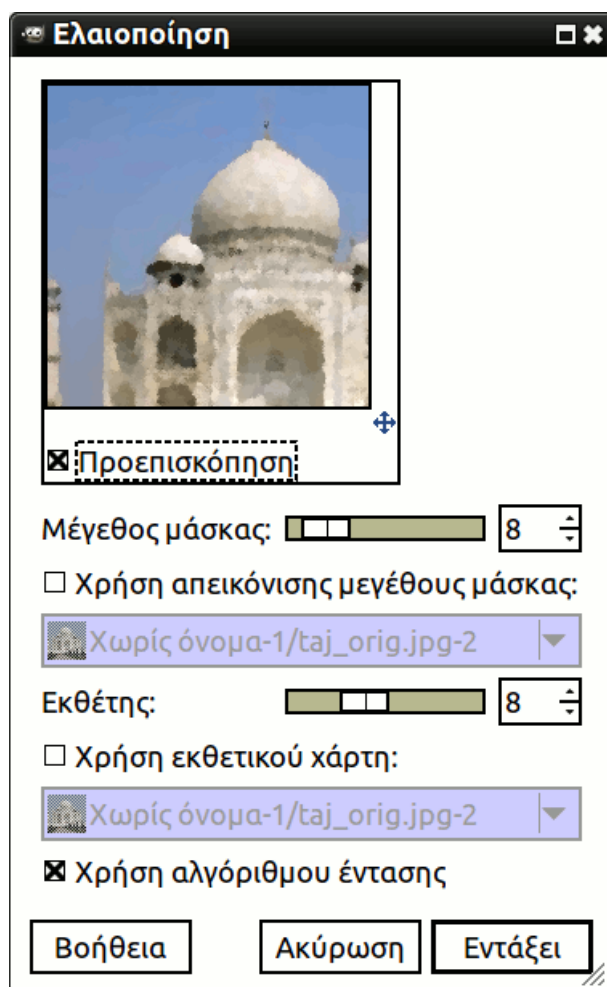 Ελαιοποίηση
Προεπισκόπηση
Μέγεθος μάσκας: 8
Χρήση απεικόνισης μεγέθους μάσκας:
Χωρίς όνομα-1/taj_orig.jpg-2
Εκθέτης: 8
Χρήση εκθετικού χάρτη:
Χωρίς όνομα-1/taj_orig.jpg-2
Χρήση αλγόριθμου έντασης
Βοήθεια Ακύρωση Εντάξει